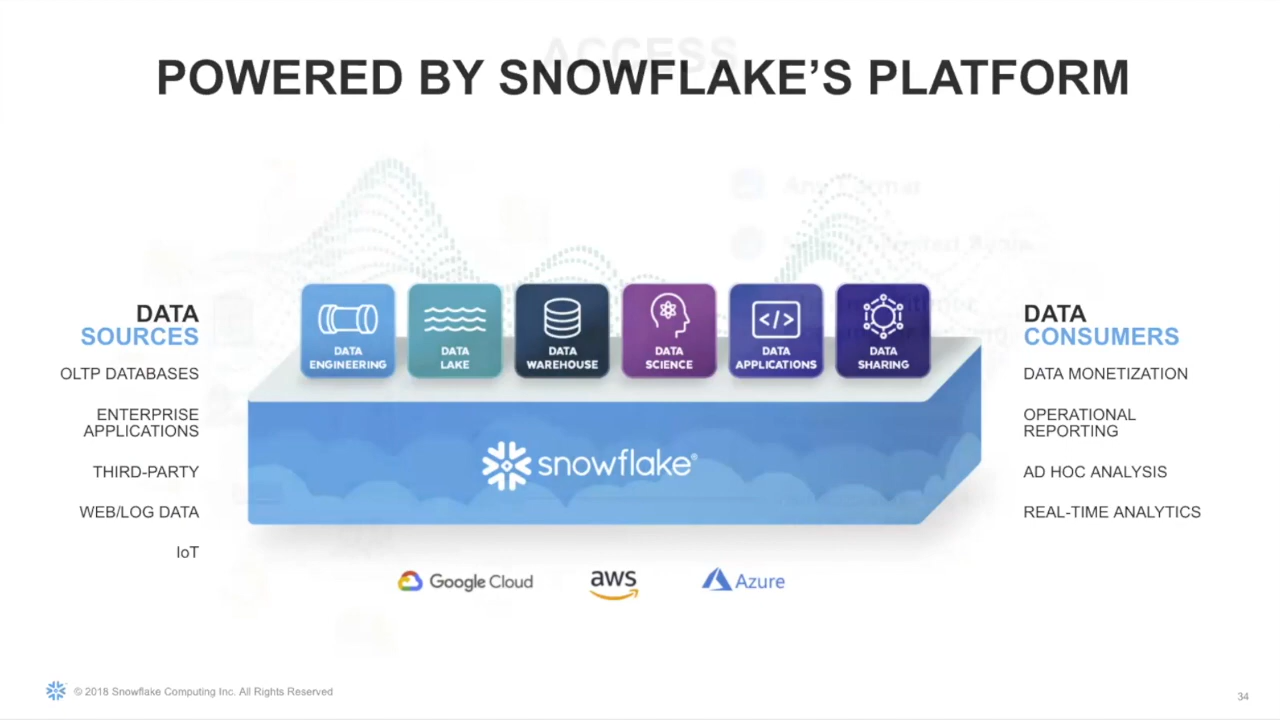 ACCESS
POWERED BY SNOWFLAKE’S PLATFORM
DATA
SOURCES
OLTP DATABASES
ENTERPRISE
APPLICATIONS
THIRD-PARTY
WEB/LOG DATA
IoT
DATA
ENGINEERING
DATA
LAKE
DATA
WAREHOUSE
DATA
SCIENCE
DATA
APPLICATIONS
DATA
SHARING
snowflake®
Google Cloud
aws
Azure
DATA
CONSUMERS
DATA MONETIZATION
OPERATIONAL
REPORTING
AD HOC ANALYSIS
REAL-TIME ANALYTICS
© 2018 Snowflake Computing Inc. All Rights Reserved
34